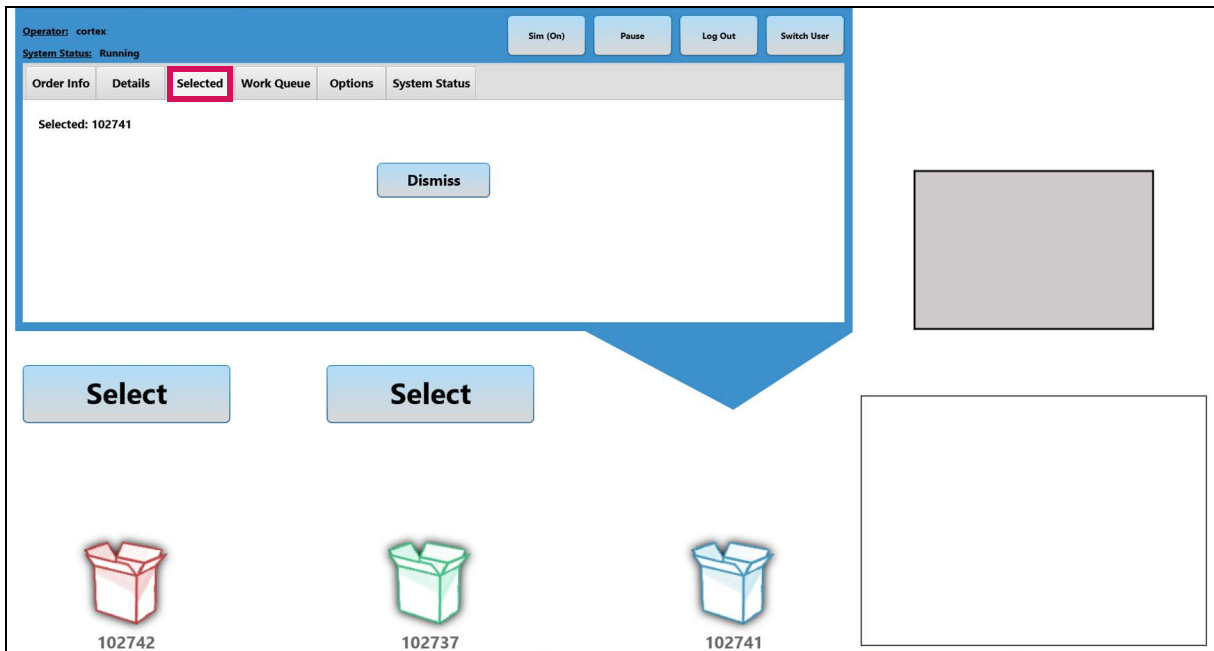 Operator: cortex
System Status: Running
Sim (On) Pause Log Out Switch User
Order Info Details Selected Work Queue Options System Status
Selected: 102741
Dismiss
Select Select
102742 102737 102741